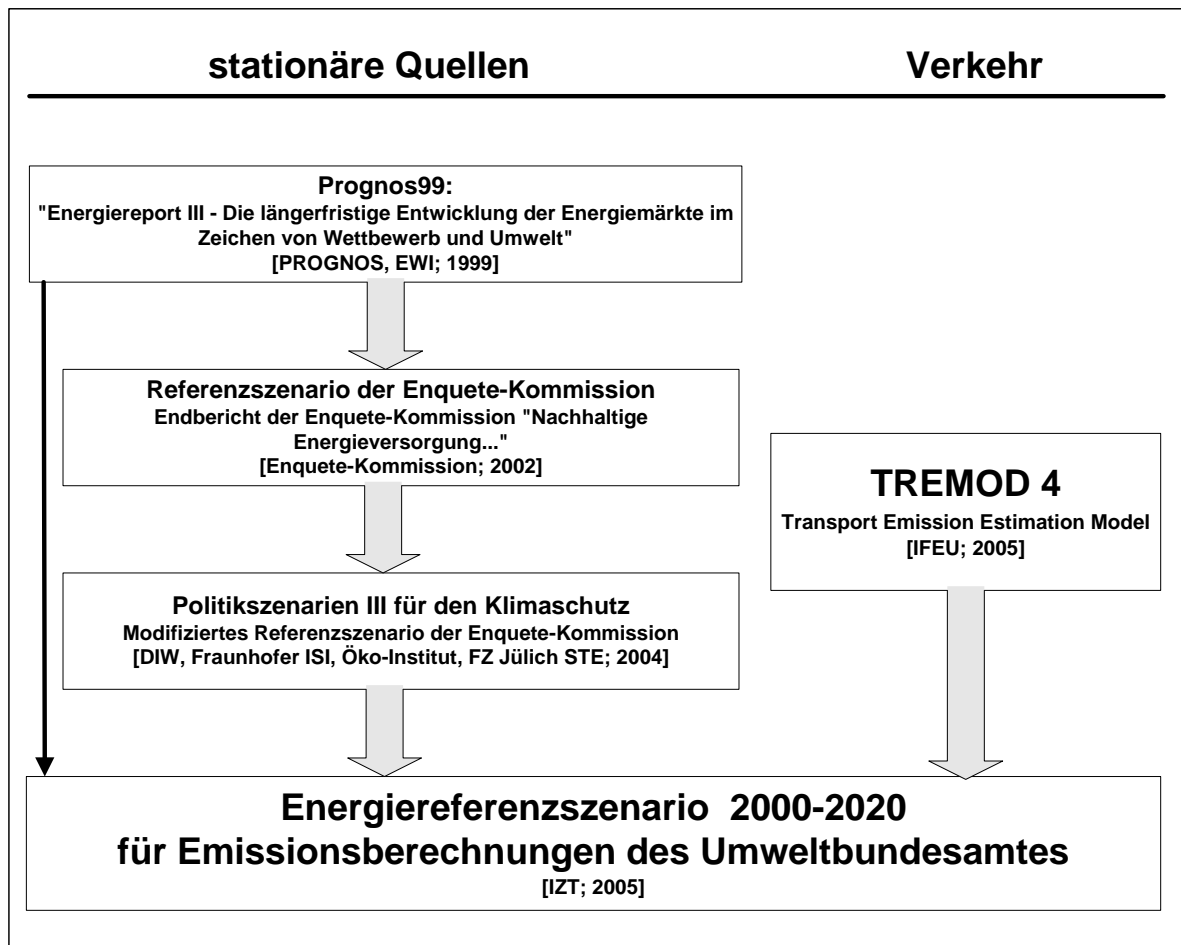 stationäre Quellen
Verkehr
Prognos99:
"Energiereport III - Die längerfristige Entwicklung der Energiemärkte im
Zeichen von Wettbewerb und Umwelt"
[PROGNOS, EWI; 1999]
Referenzszenario der Enquete-Kommission
Endbericht der Enquete-Kommission "Nachhaltige
Energieversorgung..."
[Enquete-Kommission; 2002]
TREMOD 4
Transport Emission Estimation Model
[IFEU; 2005]
Politikszenarien III für den Klimaschutz
Modifiziertes Referenzszenario der Enquete-Kommission
[DIW, Fraunhofer ISI, Öko-Institut, FZ Jülich STE; 2004]
Energiereferenzszenario 2000-2020
für Emissionsberechnungen des Umweltbundesamtes
[IZT; 2005]